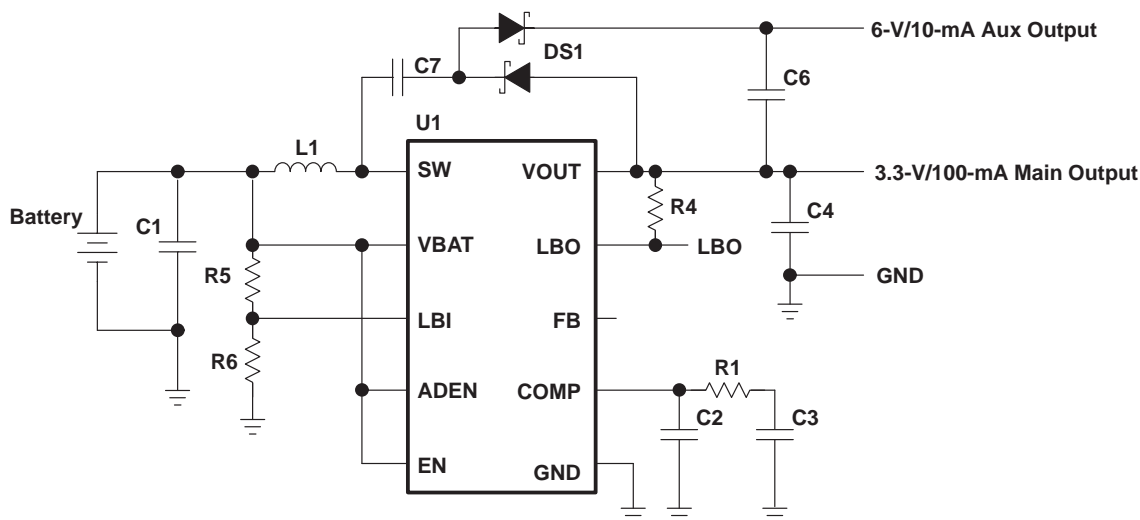 6-V/10-mA Aux Output
DS1
C7
C6
U1
L1
SW
VOUT
3.3-V/100-mA Main Output
R4
C4
Battery
C1
VBAT
LBO
LBO
R5
GND
LBI
FB
R6
R1
ADEN
COMP
C2
C3
EN
GND